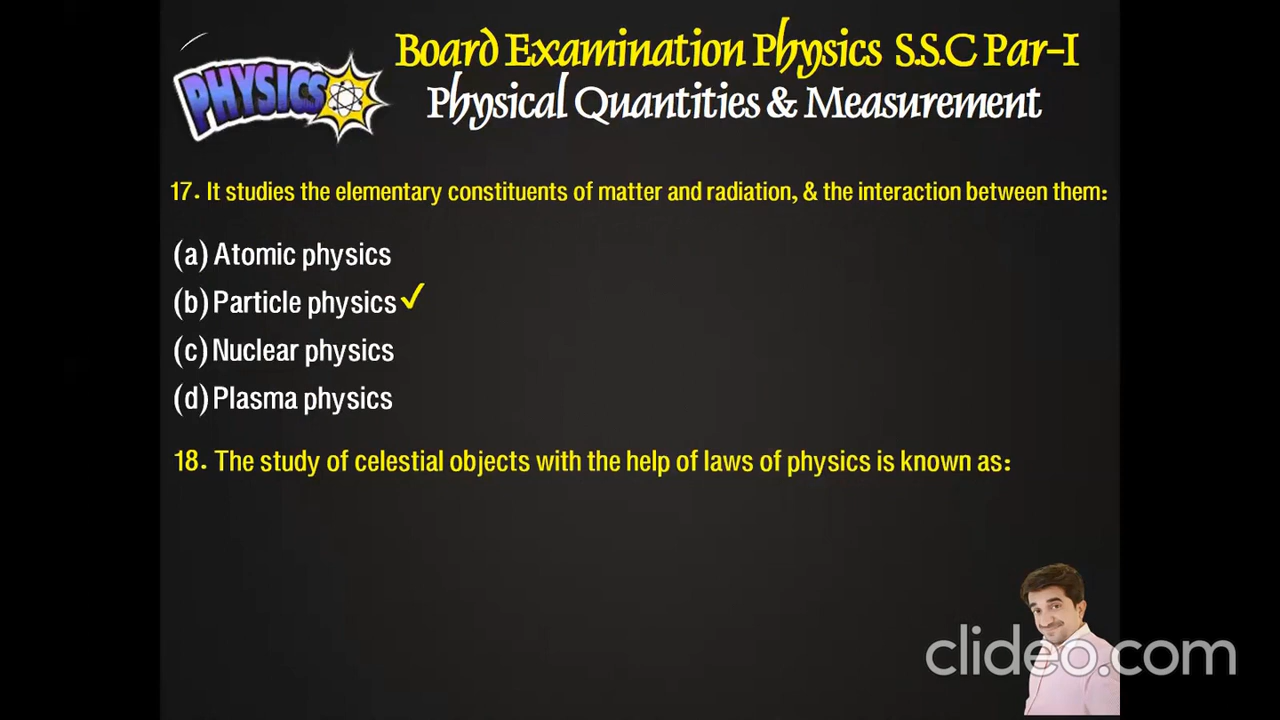 PHYSICS
Board Examination Physics S.S.C Par-I
Physical Quantities & Measurement
17. It studies the elementary constituents of matter and radiation, & the interaction between them:
(a) Atomic physics
(b) Particle physics ✓
(c) Nuclear physics
(d) Plasma physics
18. The study of celestial objects with the help of laws of physics is known as:
clideo.com